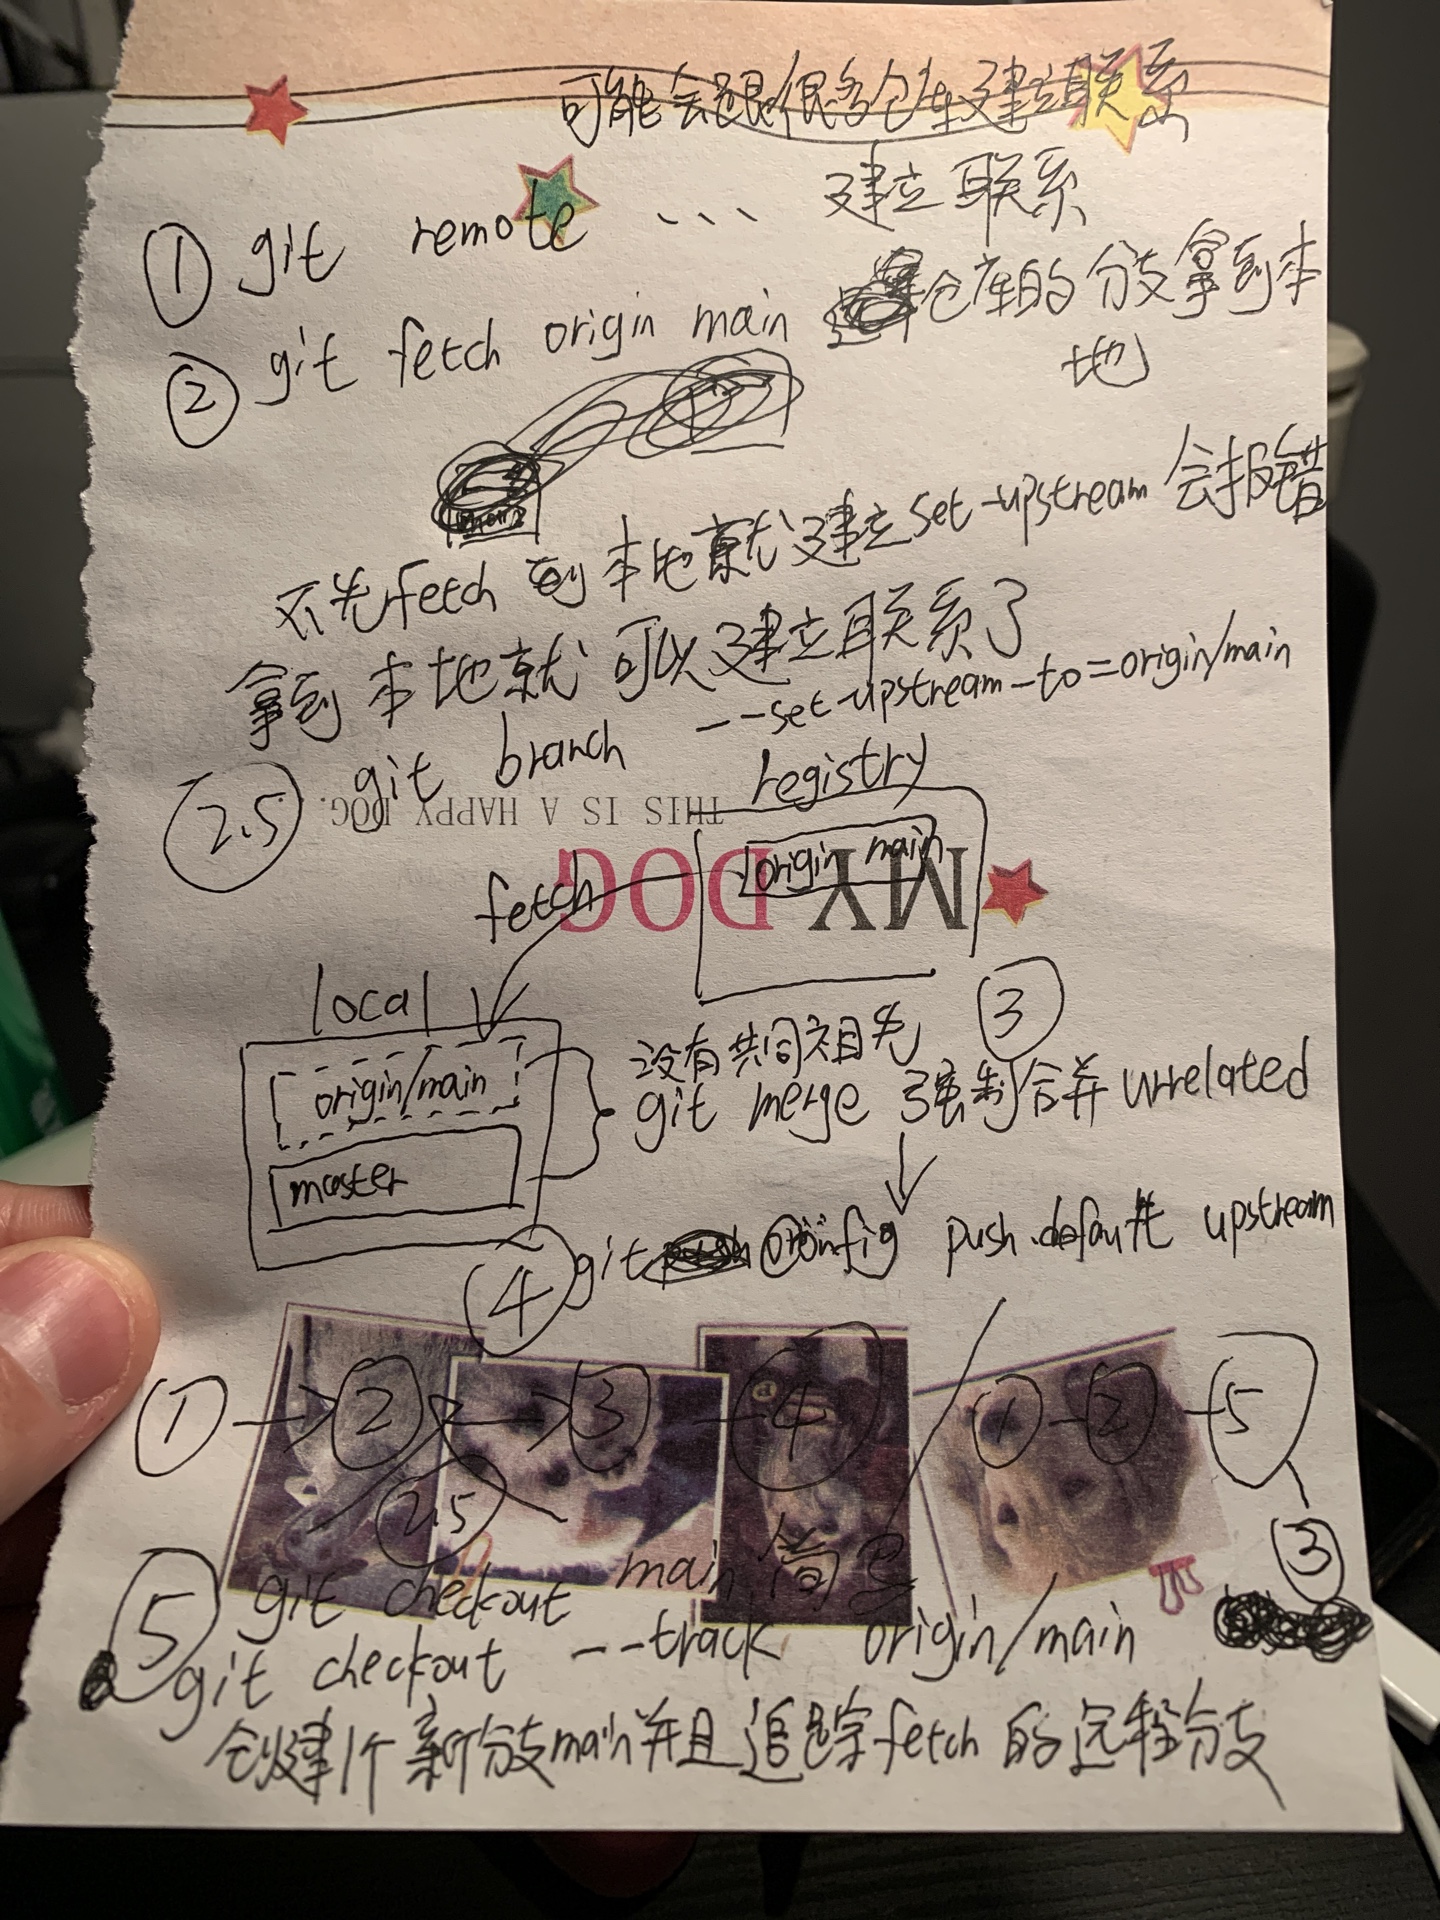 可能会跟很多仓库建立联系
① git remote ... 建立联系
② git fetch origin main 仓库的分支拿到本
地
不先fetch到本地就建立set-upstream会报错
拿到本地就可以建立联系了
2.5 git branch --set-upstream-to=origin/main
THIS IS A HAPPY DOG.
MY DOG
registry
origin main
fetch
local
origin/main
master
没有共同祖先 ③
git merge 强制合并 unrelated
④ git config push.default upstream
① → ② → ③ - ④ / ① - ② - 5
2.5
③
5 git checkout main 简写
git checkout --track origin/main
创建1个新分支main并且追踪fetch的远程分支